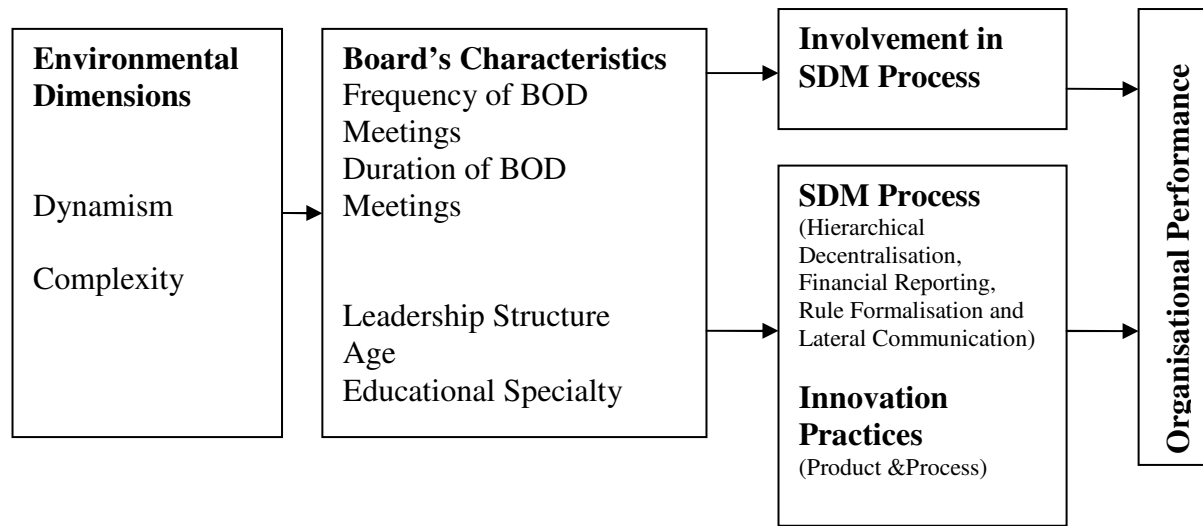 Environmental
Dimensions
Dynamism
Complexity
Board's Characteristics
Frequency of BOD
Meetings
Duration of BOD
Meetings
Leadership Structure
Age
Educational Specialty
Involvement in
SDM Process
SDM Process
(Hierarchical
Decentralisation,
Financial Reporting,
Rule Formalisation and
Lateral Communication)
Innovation
Practices
(Product &Process)
Organisational Performance